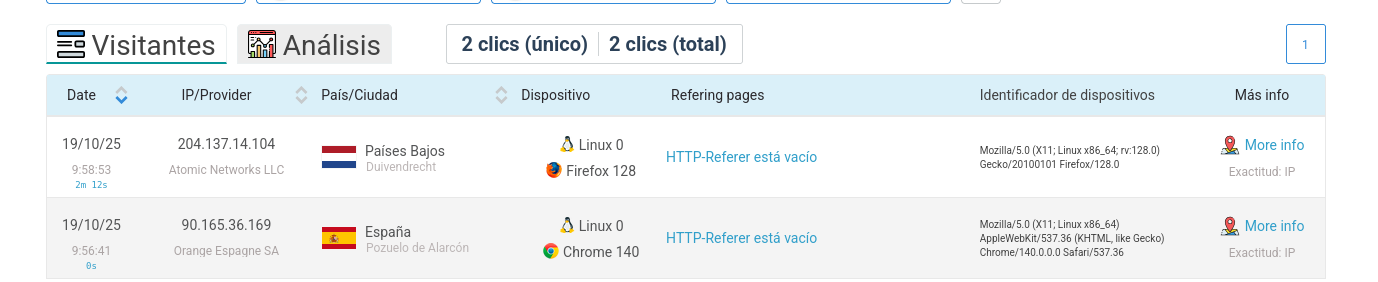 Visitantes Análisis 2 clics (único) 2 clics (total) 1
Date IP/Provider País/Ciudad Dispositivo Refering pages Identificador de dispositivos Más info
19/10/25
9:58:53
2m 12s
204.137.14.104
Atomic Networks LLC
Países Bajos
Duivendrecht
Linux 0
Firefox 128
HTTP-Referer está vacío
Mozilla/5.0 (X11; Linux x86_64; rv:128.0)
Gecko/20100101 Firefox/128.0
More info
Exactitud: IP
19/10/25
9:56:41
0s
90.165.36.169
Orange Espagne SA
España
Pozuelo de Alarcón
Linux 0
Chrome 140
HTTP-Referer está vacío
Mozilla/5.0 (X11; Linux x86_64)
AppleWebKit/537.36 (KHTML, like Gecko)
Chrome/140.0.0.0 Safari/537.36
More info
Exactitud: IP